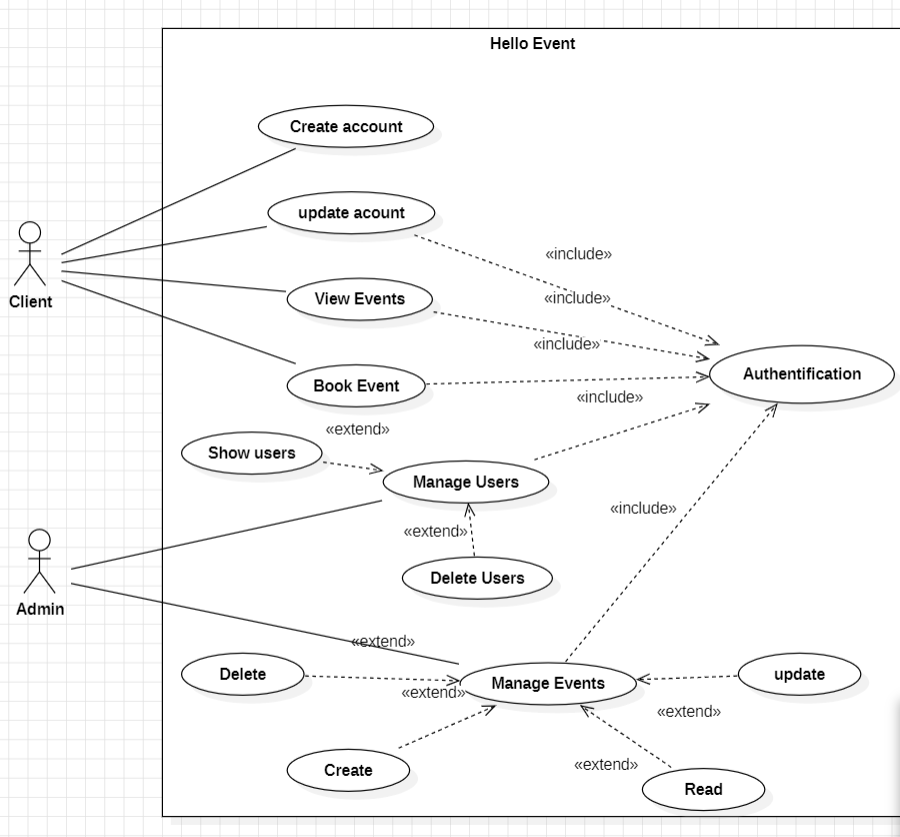 Hello Event
Create account
update acount
«include»
Client
View Events
«include»
«include»
Authentification
Book Event
«include»
«extend»
Show users
Manage Users
«include»
«extend»
Delete Users
Admin
«extend»
Delete
Manage Events
update
«extend»
«extend»
Create
«extend»
Read